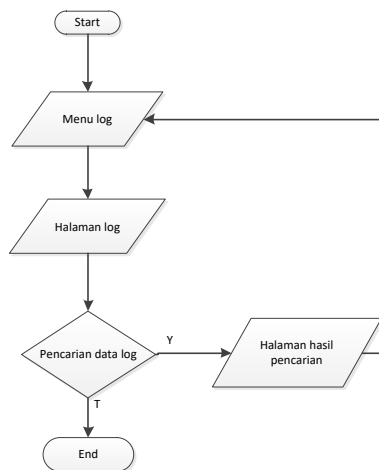 Start
Menu log
Halaman log
Pencarian data log
Y
Halaman hasil
pencarian
T
End